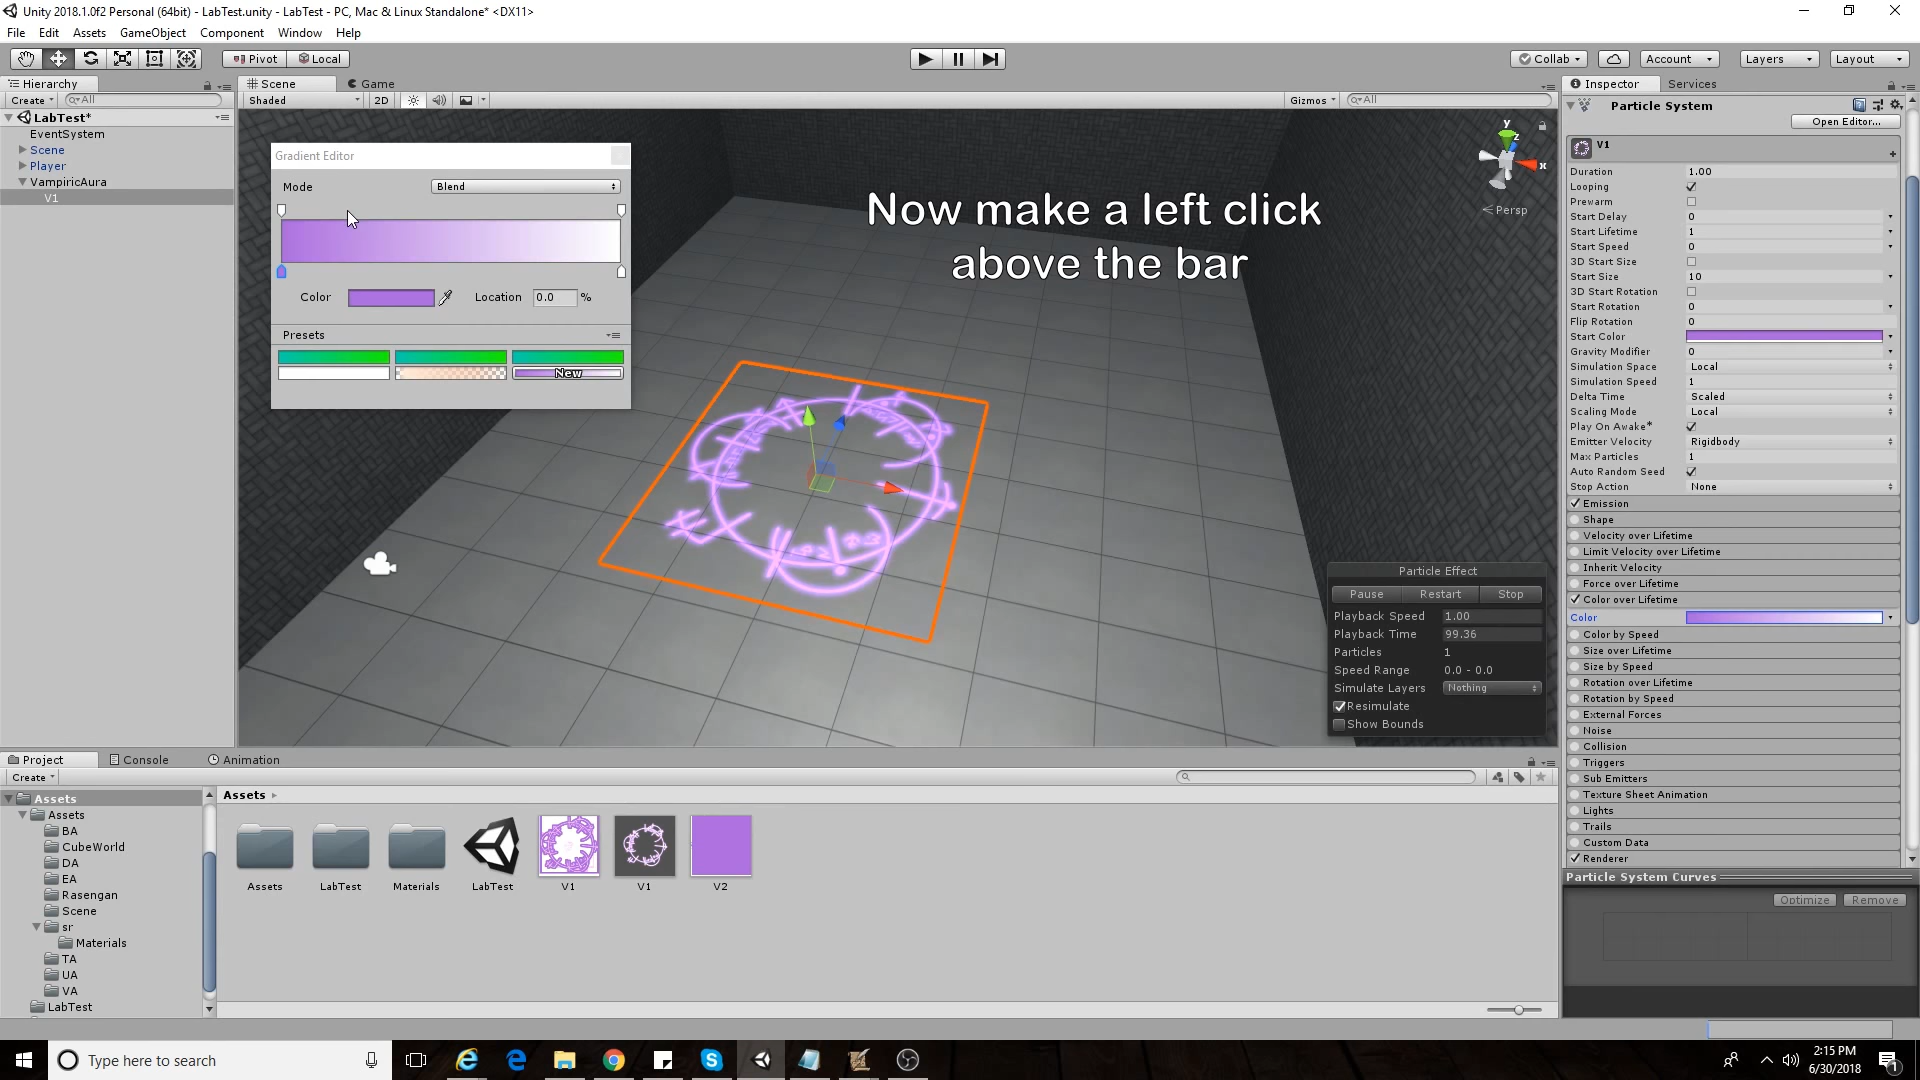 Unity 2018.1.0f2 Personal (64bit) - LabTest.unity - LabTest - PC, Mac & Linux Standalone* <DX11>
File Edit Assets GameObject Component Window Help
Pivot Local Collab Account Layers Layout
Hierarchy
Create All
LabTest*
EventSystem
Scene
Player
VampiricAura
V1
Scene Game
Shaded 2D Gizmos All
Gradient Editor
Mode Blend
Color Location 0.0 %
Presets
New
Now make a left click
above the bar
y
z
x
Persp
Particle Effect
Pause Restart Stop
Playback Speed 1.00
Playback Time 99.36
Particles 1
Speed Range 0.0 - 0.0
Simulate Layers Nothing
Resimulate
Show Bounds
Inspector Services
Particle System
Open Editor...
V1
Duration 1.00
Looping
Prewarm
Start Delay 0
Start Lifetime 1
Start Speed 0
3D Start Size
Start Size 10
3D Start Rotation
Start Rotation 0
Flip Rotation 0
Start Color
Gravity Modifier 0
Simulation Space Local
Simulation Speed 1
Delta Time Scaled
Scaling Mode Local
Play On Awake*
Emitter Velocity Rigidbody
Max Particles 1
Auto Random Seed
Stop Action None
Emission
Shape
Velocity over Lifetime
Limit Velocity over Lifetime
Inherit Velocity
Force over Lifetime
Color over Lifetime
Color
Color by Speed
Size over Lifetime
Size by Speed
Rotation over Lifetime
Rotation by Speed
External Forces
Noise
Collision
Triggers
Sub Emitters
Texture Sheet Animation
Lights
Trails
Custom Data
Renderer
Particle System Curves
Optimize Remove
Project Console Animation
Create
Assets
Assets
BA
CubeWorld
DA
EA
Rasengan
Scene
sr
Materials
TA
UA
VA
LabTest
Assets
Assets LabTest Materials LabTest V1 V1 V2
Type here to search
2:15 PM
6/30/2018
1